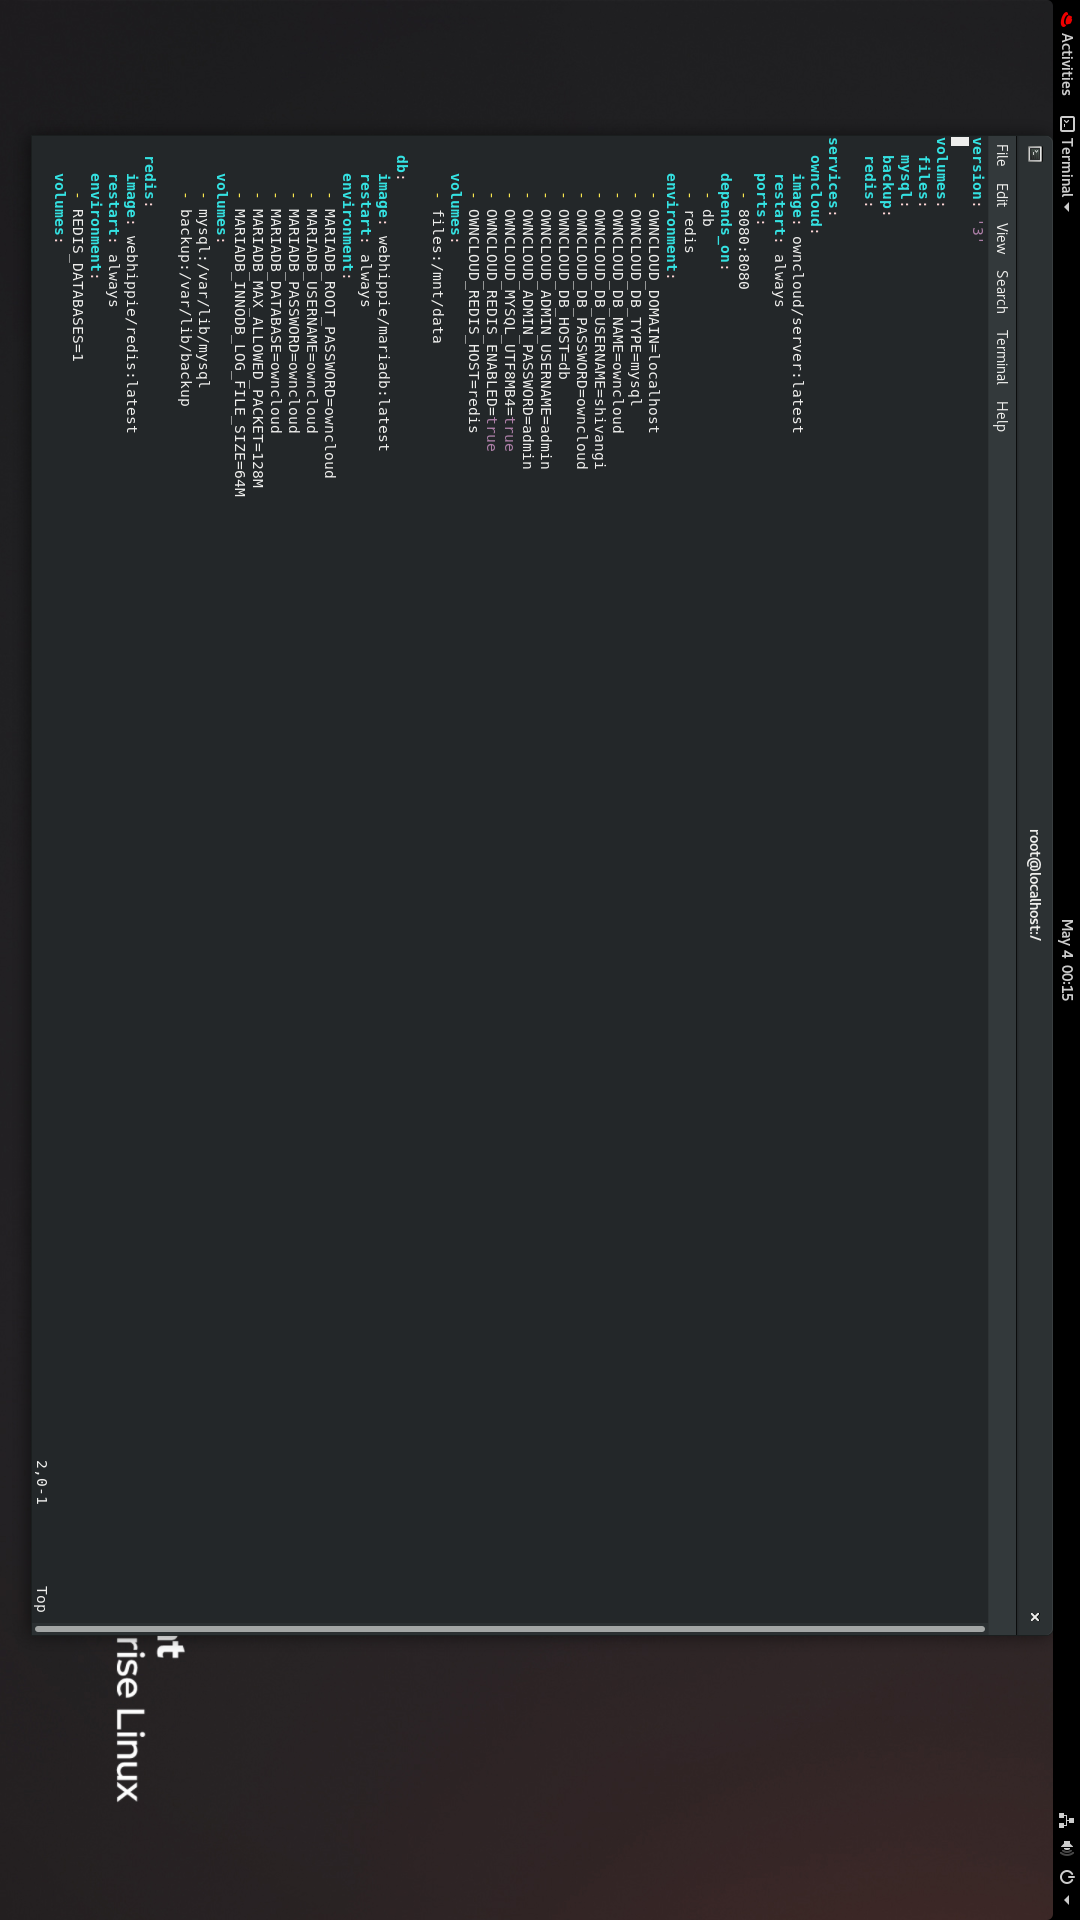 Activities Terminal May 4 00:15
root@localhost:/
File Edit View Search Terminal Help
version: '3'
volumes:
  files:
  mysql:
  backup:
  redis:
services:
  owncloud:
    image: owncloud/server:latest
    restart: always
    ports:
      - 8080:8080
    depends_on:
      - db
      - redis
    environment:
      - OWNCLOUD_DOMAIN=localhost
      - OWNCLOUD_DB_TYPE=mysql
      - OWNCLOUD_DB_NAME=owncloud
      - OWNCLOUD_DB_USERNAME=shivangi
      - OWNCLOUD_DB_PASSWORD=owncloud
      - OWNCLOUD_DB_HOST=db
      - OWNCLOUD_ADMIN_USERNAME=admin
      - OWNCLOUD_ADMIN_PASSWORD=admin
      - OWNCLOUD_MYSQL_UTF8MB4=true
      - OWNCLOUD_REDIS_ENABLED=true
      - OWNCLOUD_REDIS_HOST=redis
    volumes:
      - files:/mnt/data
  db:
    image: webhippie/mariadb:latest
    restart: always
    environment:
      - MARIADB_ROOT_PASSWORD=owncloud
      - MARIADB_USERNAME=owncloud
      - MARIADB_PASSWORD=owncloud
      - MARIADB_DATABASE=owncloud
      - MARIADB_MAX_ALLOWED_PACKET=128M
      - MARIADB_INNODB_LOG_FILE_SIZE=64M
    volumes:
      - mysql:/var/lib/mysql
      - backup:/var/lib/backup
  redis:
    image: webhippie/redis:latest
    restart: always
    environment:
      - REDIS_DATABASES=1
    volumes:
2,0-1 Top
t
rise Linux